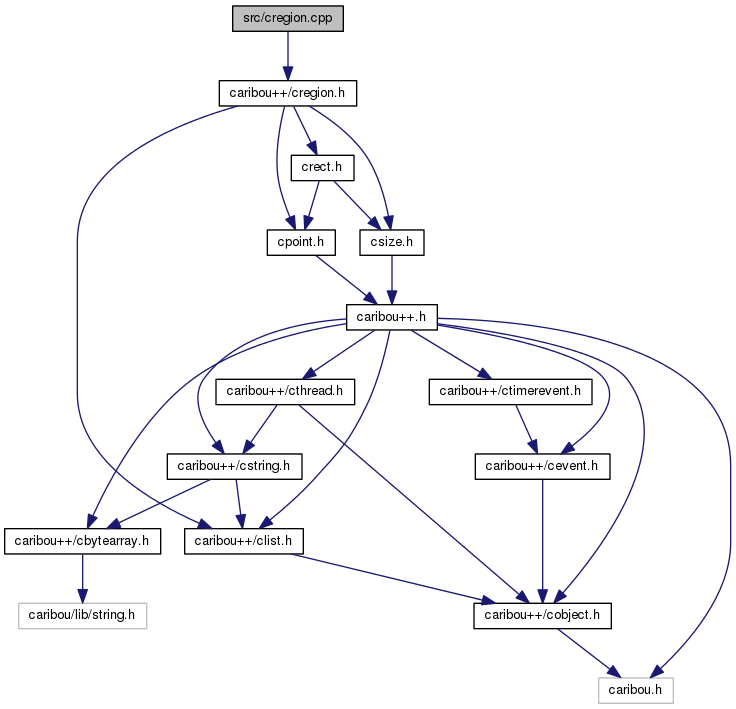 src/cregion.cpp
caribou++/cregion.h
crect.h
cpoint.h
csize.h
caribou++.h
caribou++/cthread.h
caribou++/ctimerevent.h
caribou++/cstring.h
caribou++/cevent.h
caribou++/cbytearray.h
caribou++/clist.h
caribou/lib/string.h
caribou++/cobject.h
caribou.h